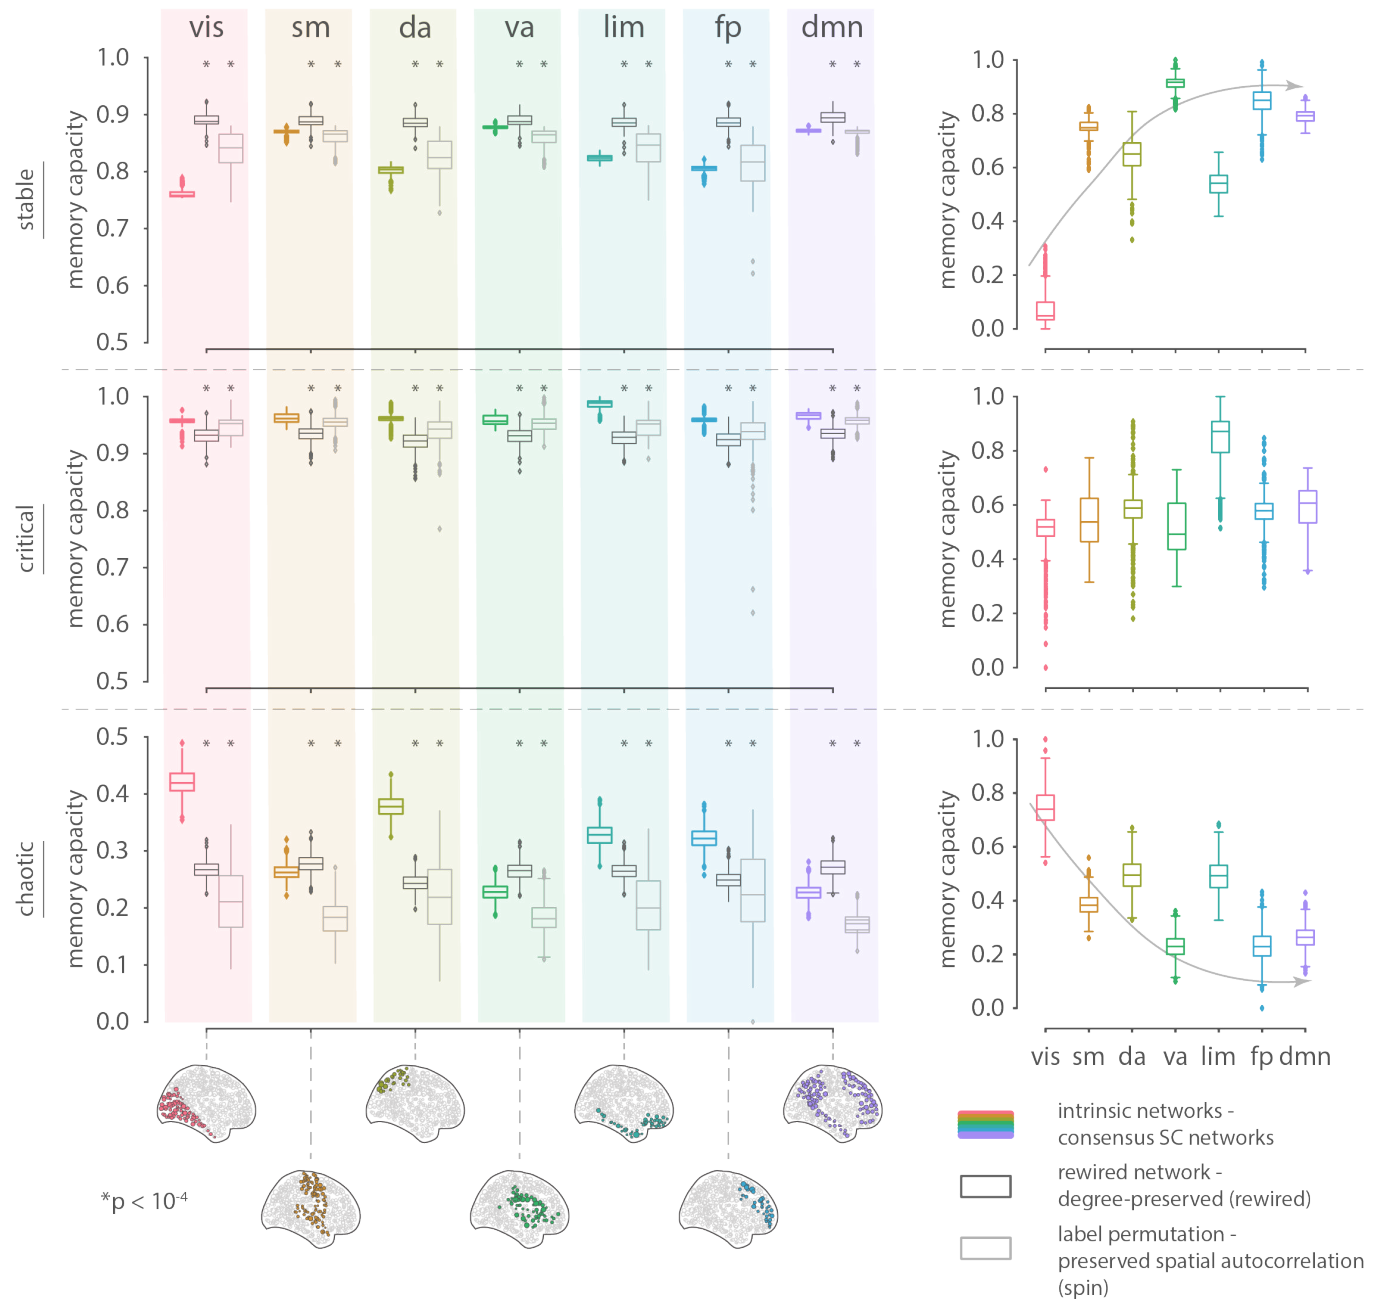 vis sm da va lim fp dmn
* * * * * * * * * * * * * *
stable
memory capacity
1.0
0.9
0.8
0.7
0.6
0.5
memory capacity
1.0
0.8
0.6
0.4
0.2
0.0
* * * * * * * * * * * * * *
critical
memory capacity
1.0
0.9
0.8
0.7
0.6
0.5
memory capacity
1.0
0.8
0.6
0.4
0.2
0.0
* * * * * * * * * * * * * *
chaotic
memory capacity
0.5
0.4
0.3
0.2
0.1
0.0
memory capacity
1.0
0.8
0.6
0.4
0.2
0.0
vis sm da va lim fp dmn
*p < 10-4
intrinsic networks -
consensus SC networks
rewired network -
degree-preserved (rewired)
label permutation -
preserved spatial autocorrelation
(spin)